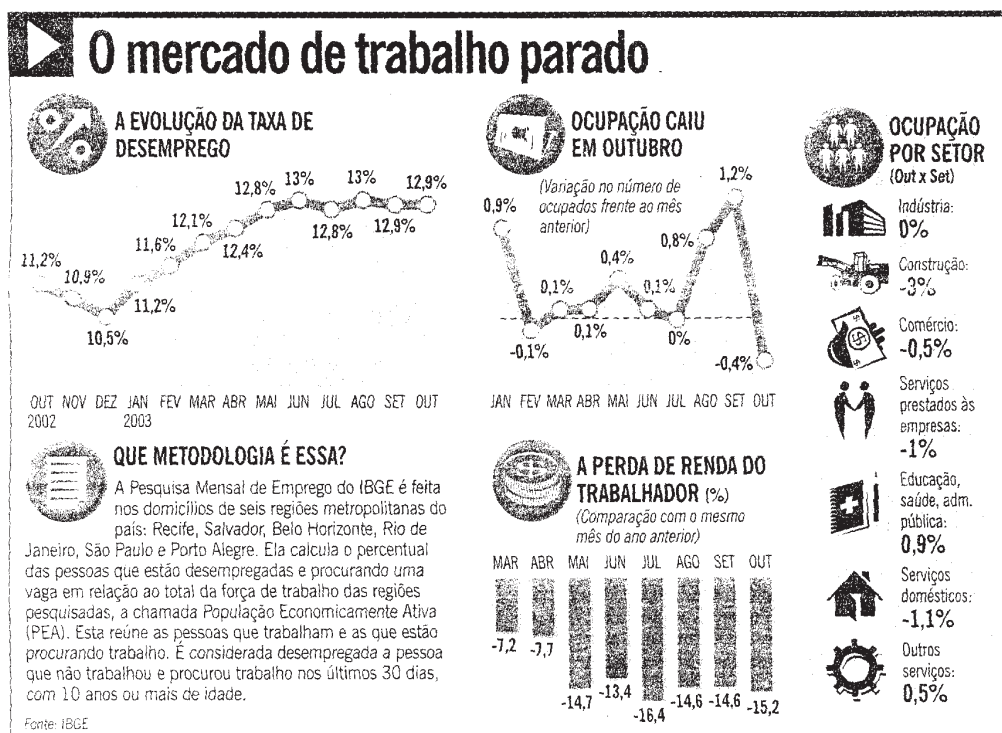 O mercado de trabalho parado
A EVOLUÇÃO DA TAXA DE
DESEMPREGO
11,2%
10,9%
10,5%
11,2%
11,6%
12,1%
12,4%
12,8%
13%
12,8%
13%
12,9%
12,9%
OUT NOV DEZ JAN FEV MAR ABR MAI JUN JUL AGO SET OUT
2002 2003
OCUPAÇÃO CAIU
EM OUTUBRO
(Variação no número de
ocupados frente ao mês
anterior)
0,9%
-0,1%
0,1%
0,1%
0,4%
0,1%
0%
0,8%
1,2%
-0,4%
JAN FEV MAR ABR MAI JUN JUL AGO SET OUT
OCUPAÇÃO
POR SETOR
(Out x Set)
Indústria:
0%
Construção:
-3%
Comércio:
-0,5%
Serviços
prestados às
empresas:
-1%
Educação,
saúde, adm.
pública:
0,9%
Serviços
domésticos:
-1,1%
Outros
serviços:
0,5%
QUE METODOLOGIA É ESSA?
A Pesquisa Mensal de Emprego do IBGE é feita
nos domicílios de seis regiões metropolitanas do
país: Recife, Salvador, Belo Horizonte, Rio de
Janeiro, São Paulo e Porto Alegre. Ela calcula o percentual
das pessoas que estão desempregadas e procurando uma
vaga em relação ao total da força de trabalho das regiões
pesquisadas, a chamada População Economicamente Ativa
(PEA). Esta reúne as pessoas que trabalham e as que estão
procurando trabalho. É considerada desempregada a pessoa
que não trabalhou e procurou trabalho nos últimos 30 dias,
com 10 anos ou mais de idade.
Fonte: IBGE
A PERDA DE RENDA DO
TRABALHADOR (%)
(Comparação com o mesmo
mês do ano anterior)
MAR ABR MAI JUN JUL AGO SET OUT
-7,2 -7,7 -14,7 -13,4 -16,4 -14,6 -14,6 -15,2